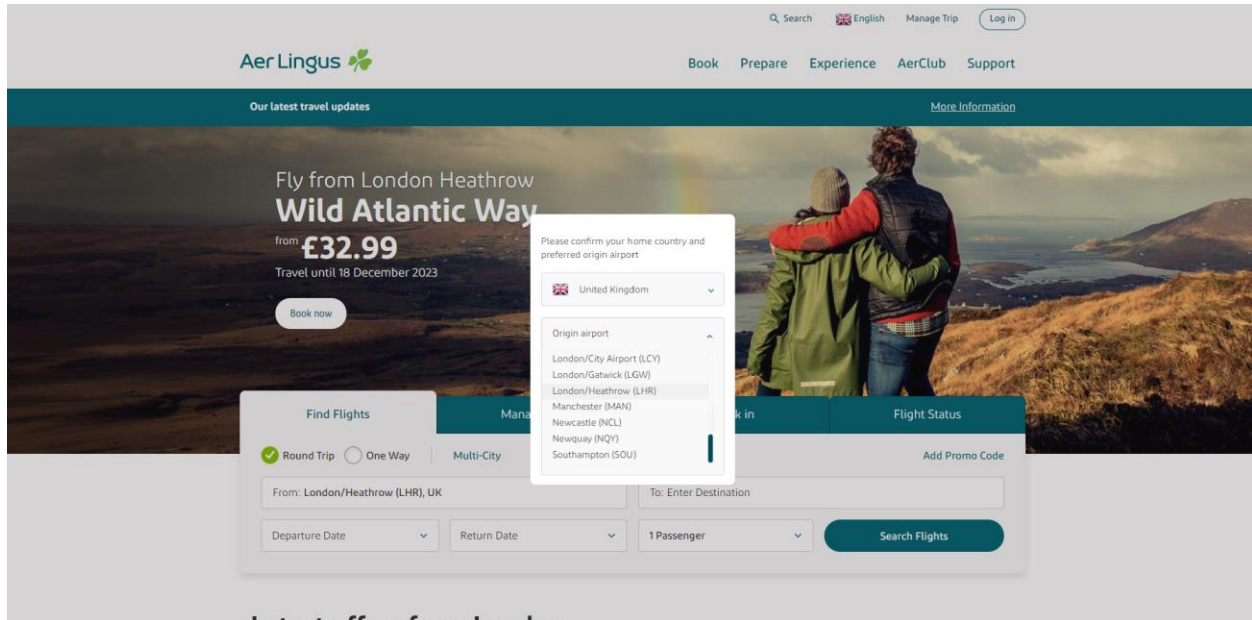 Search English Manage Trip Log in
Aer Lingus
Book Prepare Experience AerClub Support
Our latest travel updates More Information
Fly from London Heathrow
Wild Atlantic Way
from £32.99
Travel until 18 December 2023
Book now
Please confirm your home country and
preferred origin airport
United Kingdom
Origin airport
London/City Airport (LCY)
London/Gatwick (LGW)
London/Heathrow (LHR)
Manchester (MAN)
Newcastle (NCL)
Newquay (NQY)
Southampton (SOU)
Find Flights Mana k in Flight Status
Round Trip One Way Multi-City Add Promo Code
From: London/Heathrow (LHR), UK To: Enter Destination
Departure Date Return Date 1 Passenger Search Flights